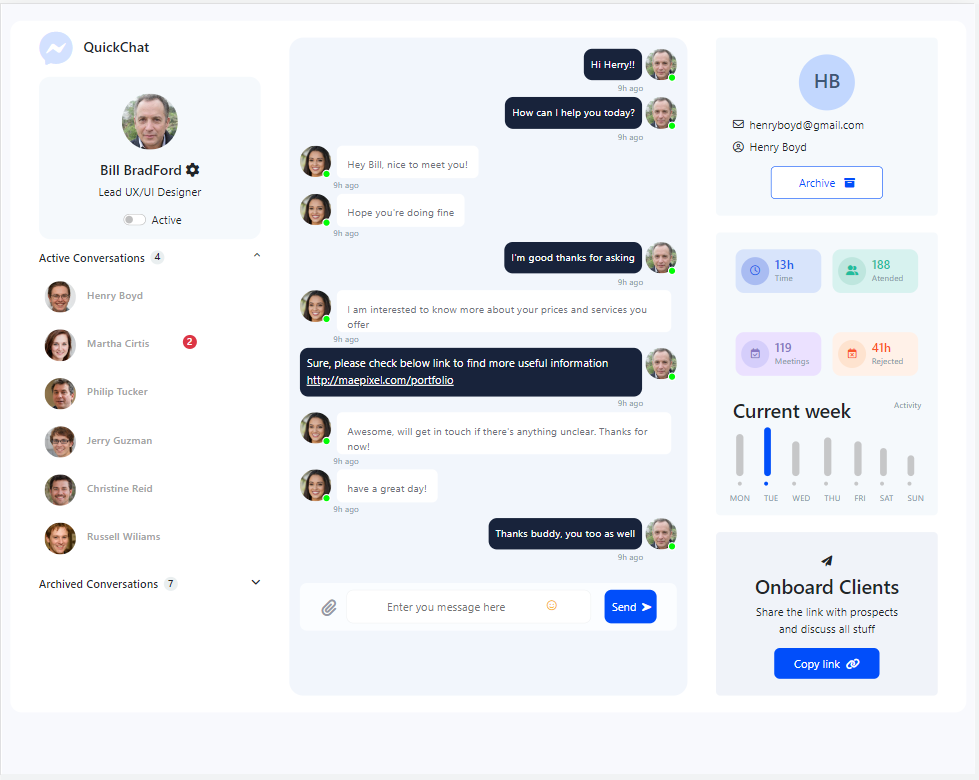 QuickChat
Bill BradFord
Lead UX/UI Designer
Active
Active Conversations 4
Henry Boyd
Martha Cirtis 2
Philip Tucker
Jerry Guzman
Christine Reid
Russell Wiliams
Archived Conversations 7
Hi Herry!!
9h ago
How can I help you today?
9h ago
Hey Bill, nice to meet you!
9h ago
Hope you're doing fine
9h ago
I'm good thanks for asking
9h ago
I am interested to know more about your prices and services you
offer
9h ago
Sure, please check below link to find more useful information
http://maepixel.com/portfolio
9h ago
Awesome, will get in touch if there's anything unclear. Thanks for
now!
9h ago
have a great day!
9h ago
Thanks buddy, you too as well
9h ago
Enter you message here
Send
HB
henryboyd@gmail.com
Henry Boyd
Archive
13h
Time
188
Atended
119
Meetings
41h
Rejected
Current week
Activity
MON TUE WED THU FRI SAT SUN
Onboard Clients
Share the link with prospects
and discuss all stuff
Copy link